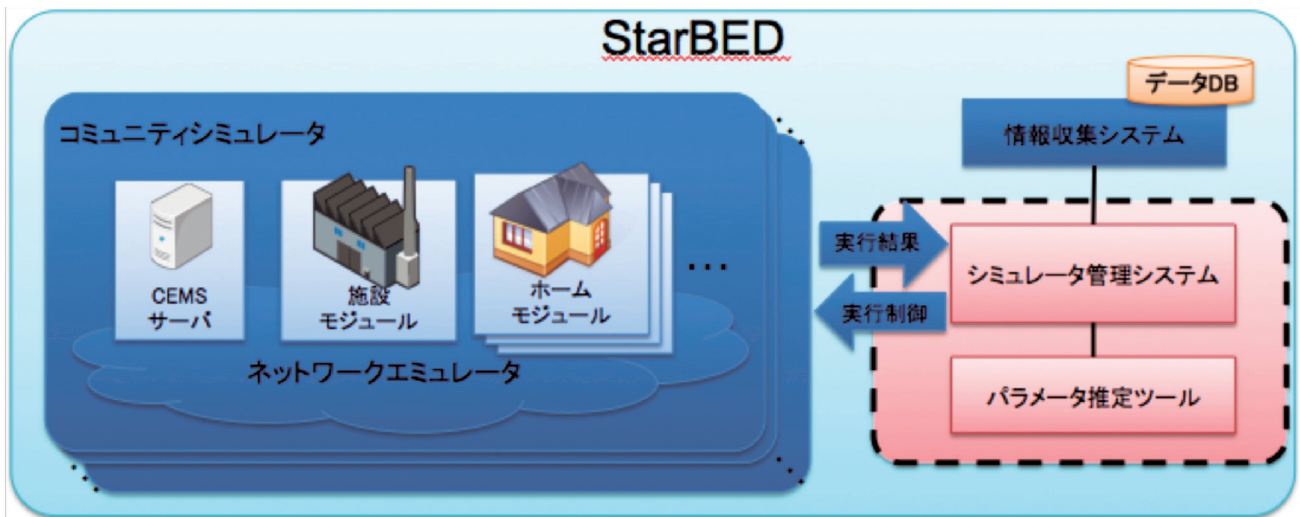 StarBED
データDB
コミュニティシミュレータ
情報収集システム
CEMS
サーバ
施設
モジュール
ホーム
モジュール
...
ネットワークエミュレータ
実行結果
実行制御
シミュレータ管理システム
パラメータ推定ツール